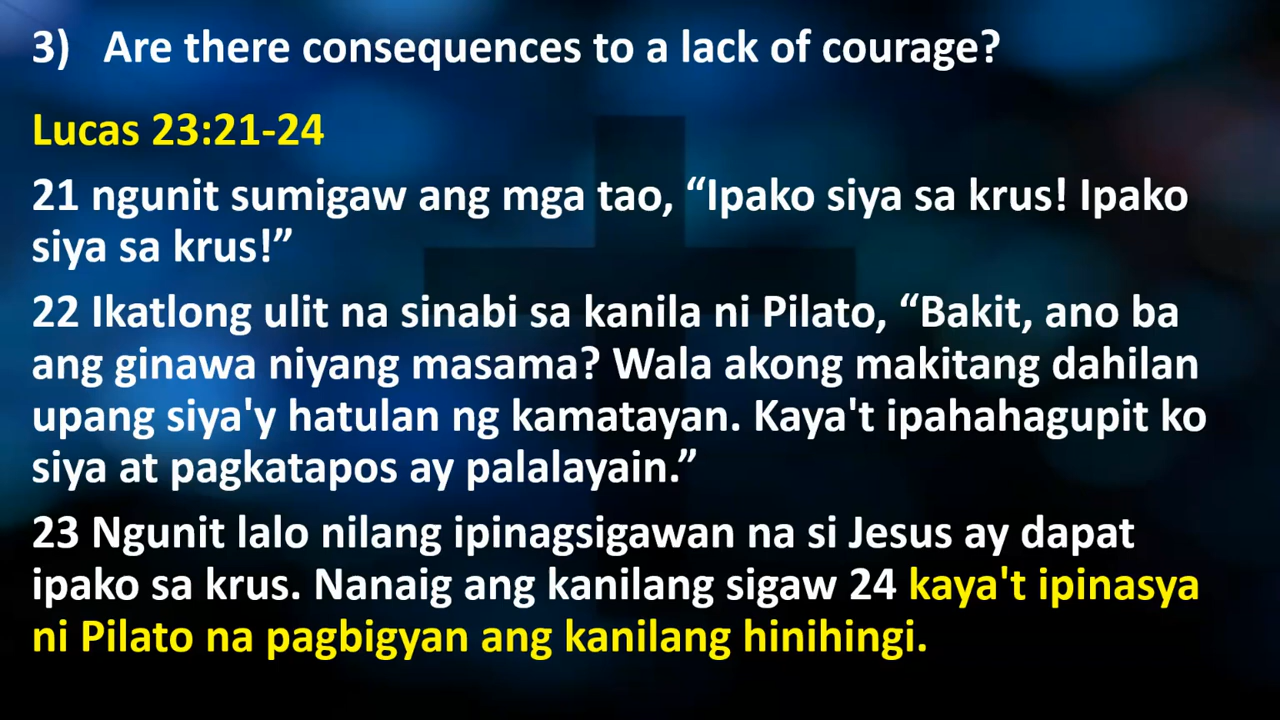 3) Are there consequences to a lack of courage?
Lucas 23:21-24
21 ngunit sumigaw ang mga tao, “Ipako siya sa krus! Ipako
siya sa krus!”
22 Ikatlong ulit na sinabi sa kanila ni Pilato, “Bakit, ano ba
ang ginawa niyang masama? Wala akong makitang dahilan
upang siya'y hatulan ng kamatayan. Kaya't ipahahagupit ko
siya at pagkatapos ay palalayain.”
23 Ngunit lalo nilang ipinagsigawan na si Jesus ay dapat
ipako sa krus. Nanaig ang kanilang sigaw 24 kaya't ipinasya
ni Pilato na pagbigyan ang kanilang hinihingi.